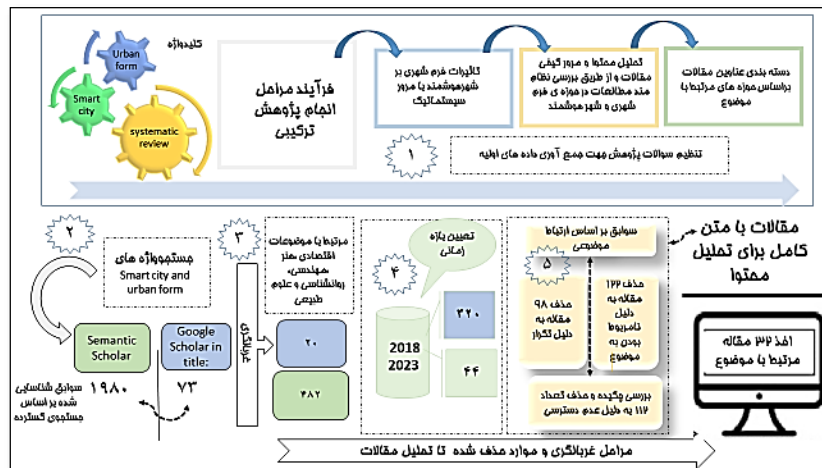 کلیدواژه
Urban
form
Smart
city
systematic
review
فرآیند مراحل
انجام پژوهش
ترکیبی
تاثیرات فرم شهری بر
شهرهوشمند با مرور
سیستماتیک
تحلیل محتوا و مرور کیفی
مقالات و از طریق بررسی نظام
مند مطالعات در حوزه ی فرم
شهری و شهر هوشمند
دسته بندی عناوین مقالات
براساس حوزه های مرتبط با
موضوع
۱
تنظیم سوالات پژوهش جهت جمع آوری داده های اولیه
۲
جستجوواژه های
Smart city and
urban form
Semantic
Scholar
Google
Scholar in
title:
۱۹۸۰
۷۳
سوابق شناسایی
شده بر اساس
جستجوی گسترده
۳
غربالگری
مرتبط با موضوعات
اقتصادی، هنر
،مهندسی
روانشناسی و علوم
طبیعی
۲۰
۴۸۲
۴
تعیین بازه
زمانی
2018
2023
۳۲۰
۴۴
۵
سوابق بر اساس ارتباط
موضوعی
حذف ۹۸
مقاله به
دلیل تکرار
حذف ۱۲۲
مقاله به
دلیل
نامربوط
بودن به
موضوع
بررسی چکیده و حذف تعداد
۱۱۲ به دلیل عدم دسترسی
مقالات با متن
کامل برای تحلیل
محتوا
اخذ ۳۲ مقاله
مرتبط با موضوع
مراحل غربالگری و موارد حذف شده تا تحلیل مقالات